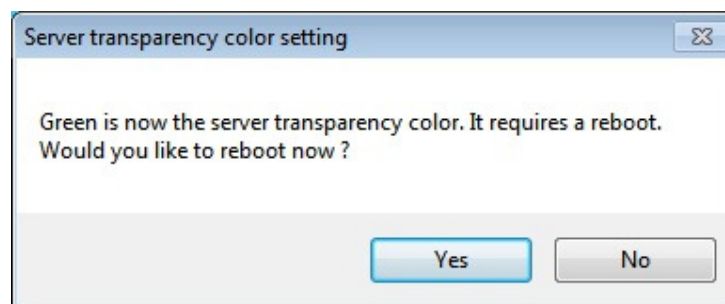 Server transparency color setting
Green is now the server transparency color. It requires a reboot.
Would you like to reboot now ?
Yes No